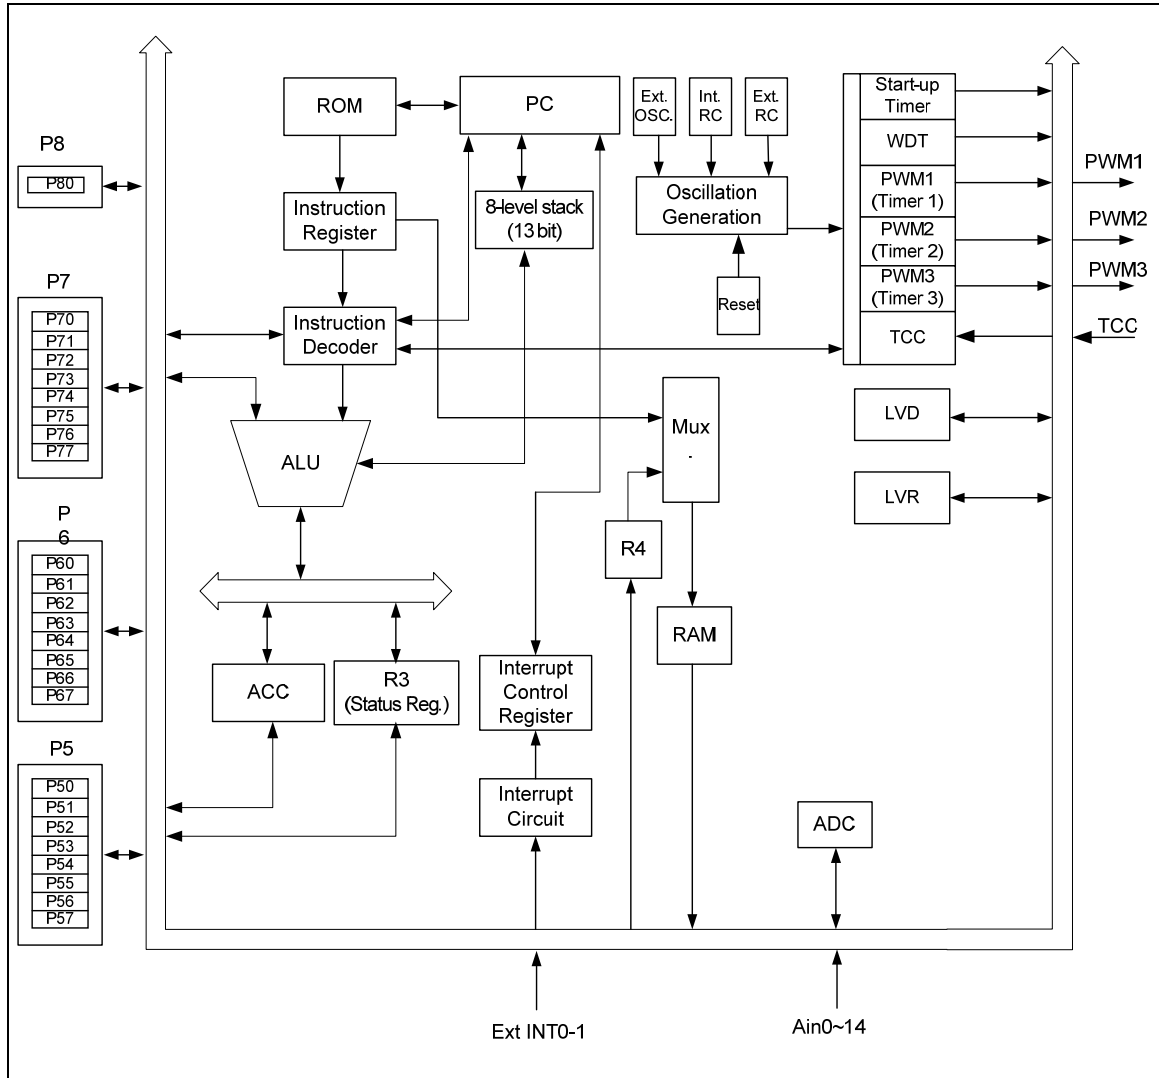 P8
P80
P7
P70
P71
P72
P73
P74
P75
P76
P77
P
6
P60
P61
P62
P63
P64
P65
P66
P67
P5
P50
P51
P52
P53
P54
P55
P56
P57
ROM
PC
Instruction
Register
8-level stack
(13 bit)
Instruction
Decoder
ALU
ACC
R3
(Status Reg.)
Interrupt
Control
Register
Interrupt
Circuit
Ext INT0-1
Ext.
OSC.
Int.
RC
Ext.
RC
Oscillation
Generation
Reset
Mux
.
R4
RAM
Start-up
Timer
WDT
PWM1
(Timer 1)
PWM2
(Timer 2)
PWM3
(Timer 3)
TCC
LVD
LVR
ADC
Ain0~14
PWM1
PWM2
PWM3
TCC